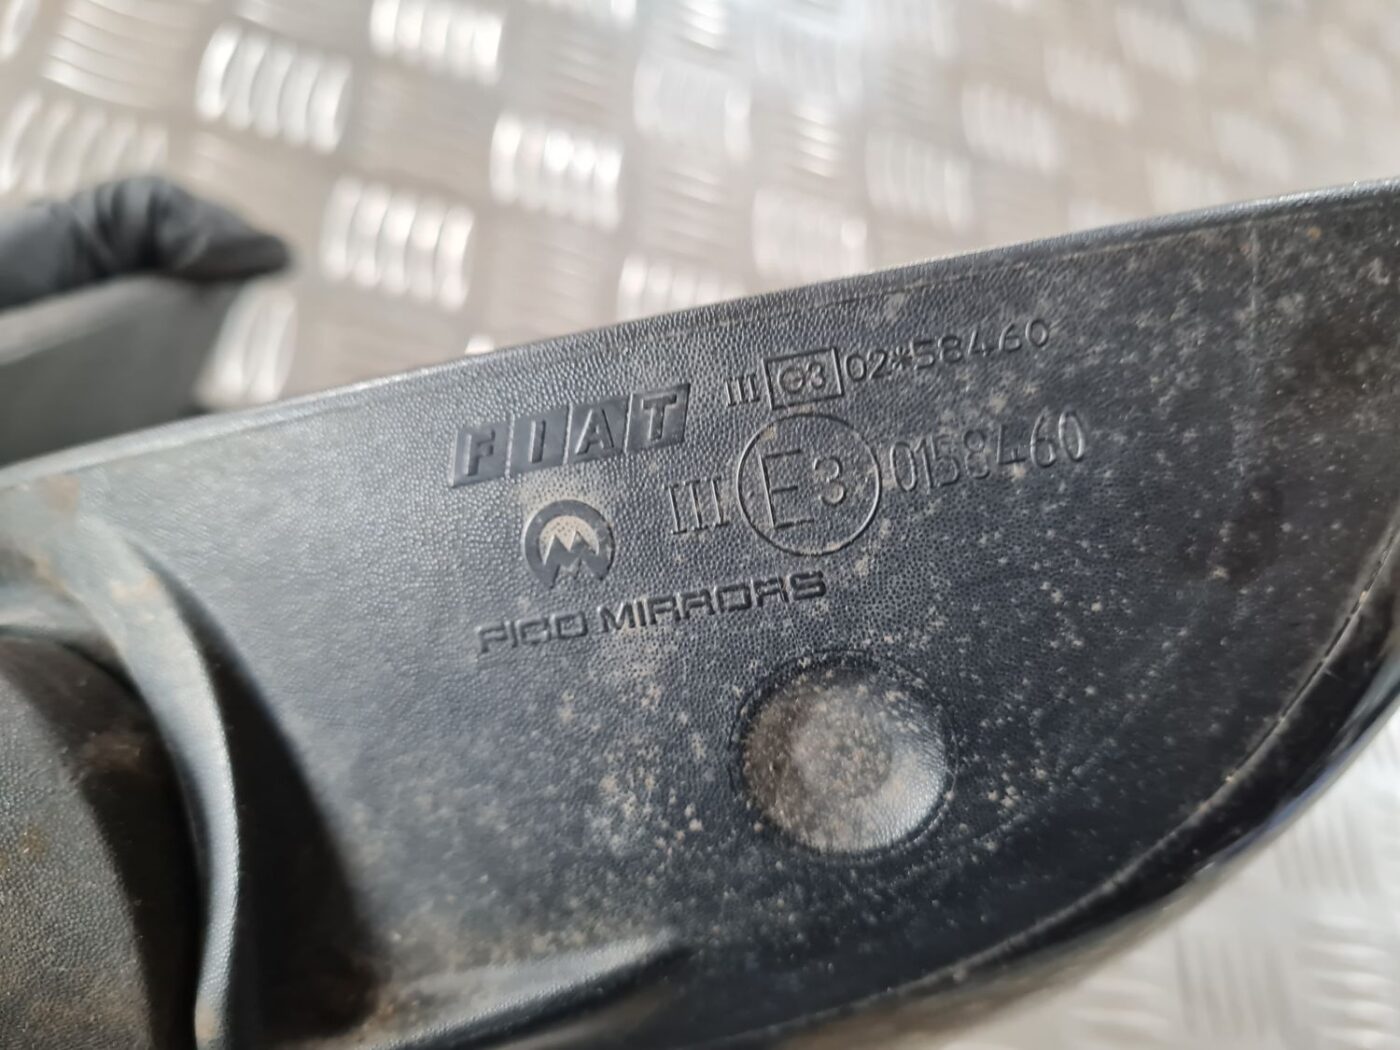 FIAT
III e3 02*58460
III E3 0158460
FICO MIRRORS